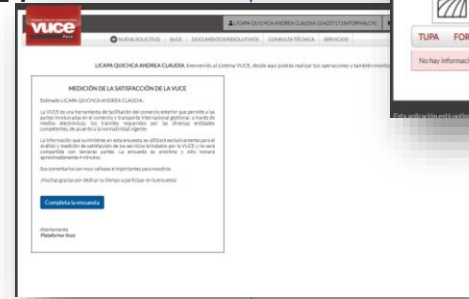 vuce
Perú
LICAPA QUICHCA ANDREA CLAUDIA
NUEVA SOLICITUD SUCE DOCUMENTOS RESOLUTIVOS CONSULTA TÉCNICA SERVICIOS
LICAPA QUICHCA ANDREA CLAUDIA, bienvenido al sistema VUCE, desde aquí podrás realizar tus operaciones y también
MEDICIÓN DE LA SATISFACCIÓN DE LA VUCE
Estimado LICAPA QUICHCA ANDREA CLAUDIA,
La VUCE es una herramienta de facilitación del comercio exterior que permite a las
partes involucradas en el comercio y transporte internacional gestionar, a través de
medios electrónicos, los trámites requeridos por las diversas entidades
competentes, de acuerdo a la normatividad vigente.
La información que suministres en esta encuesta se utilizará exclusivamente para el
análisis y medición de satisfacción de los servicios brindados por la VUCE y no será
compartida con terceras partes. La encuesta es anónima y sólo tomará
aproximadamente 4 minutos.
Sus comentarios son muy valiosos e importantes para nosotros.
¡Muchas gracias por dedicar su tiempo a participar en la encuesta!
Completa la encuesta
Atentamente
Plataforma Vuce
TUPA FOR
No hay informaci
Esta aplicación está